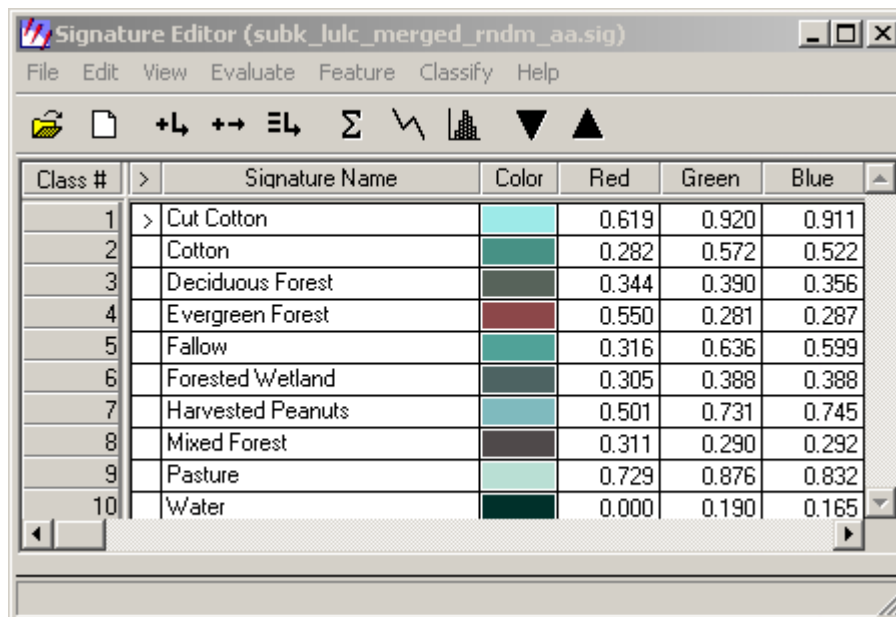 Signature Editor (subk_lulc_merged_rndm_aa.sig)
File Edit View Evaluate Feature Classify Help
Class # > Signature Name Color Red Green Blue
1 > Cut Cotton 0.619 0.920 0.911
2 Cotton 0.282 0.572 0.522
3 Deciduous Forest 0.344 0.390 0.356
4 Evergreen Forest 0.550 0.281 0.287
5 Fallow 0.316 0.636 0.599
6 Forested Wetland 0.305 0.388 0.388
7 Harvested Peanuts 0.501 0.731 0.745
8 Mixed Forest 0.311 0.290 0.292
9 Pasture 0.729 0.876 0.832
10 Water 0.000 0.190 0.165